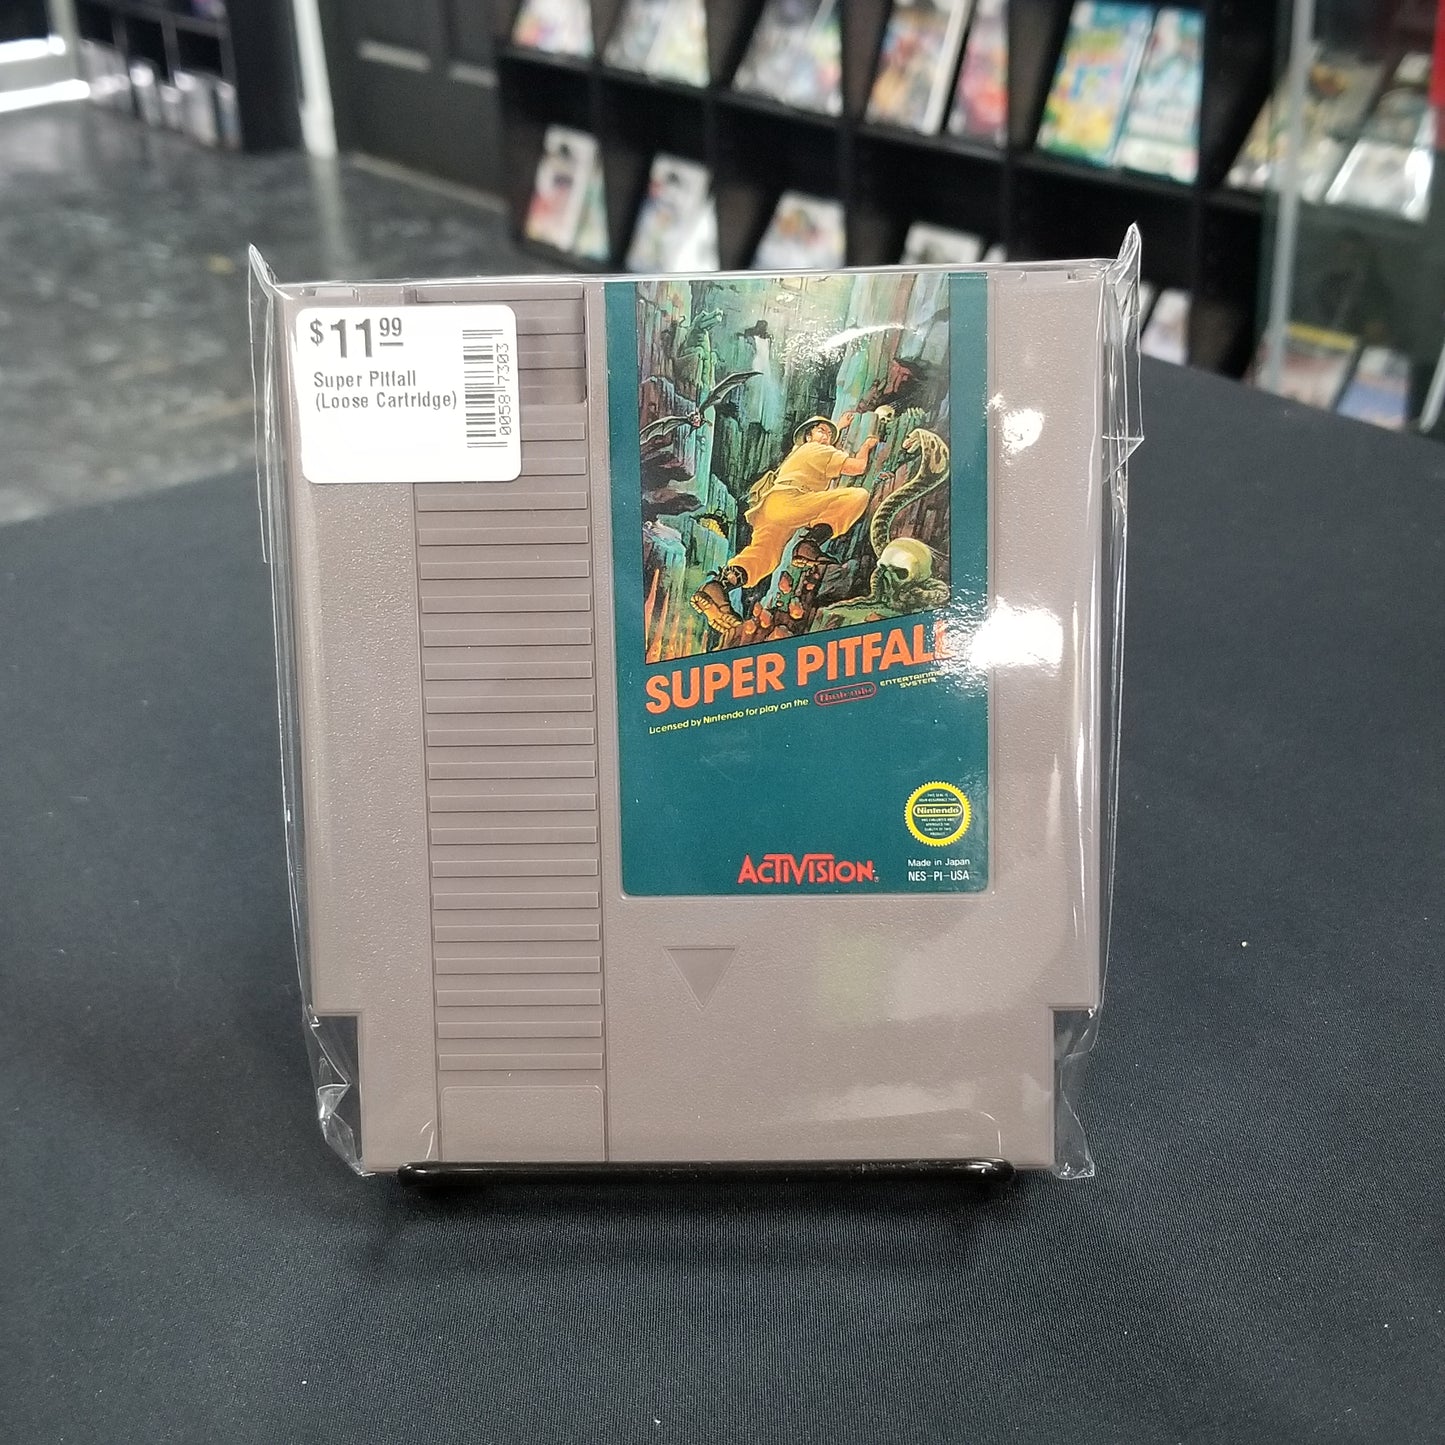 $11.99
Super Pitfall
(Loose Cartridge)
0058 7303
SUPER PITFALL
Licensed by Nintendo for play on the Nintendo ENTERTAINMENT SYSTEM
Nintendo
ACTIVISION.
Made in Japan
NES-PI-USA